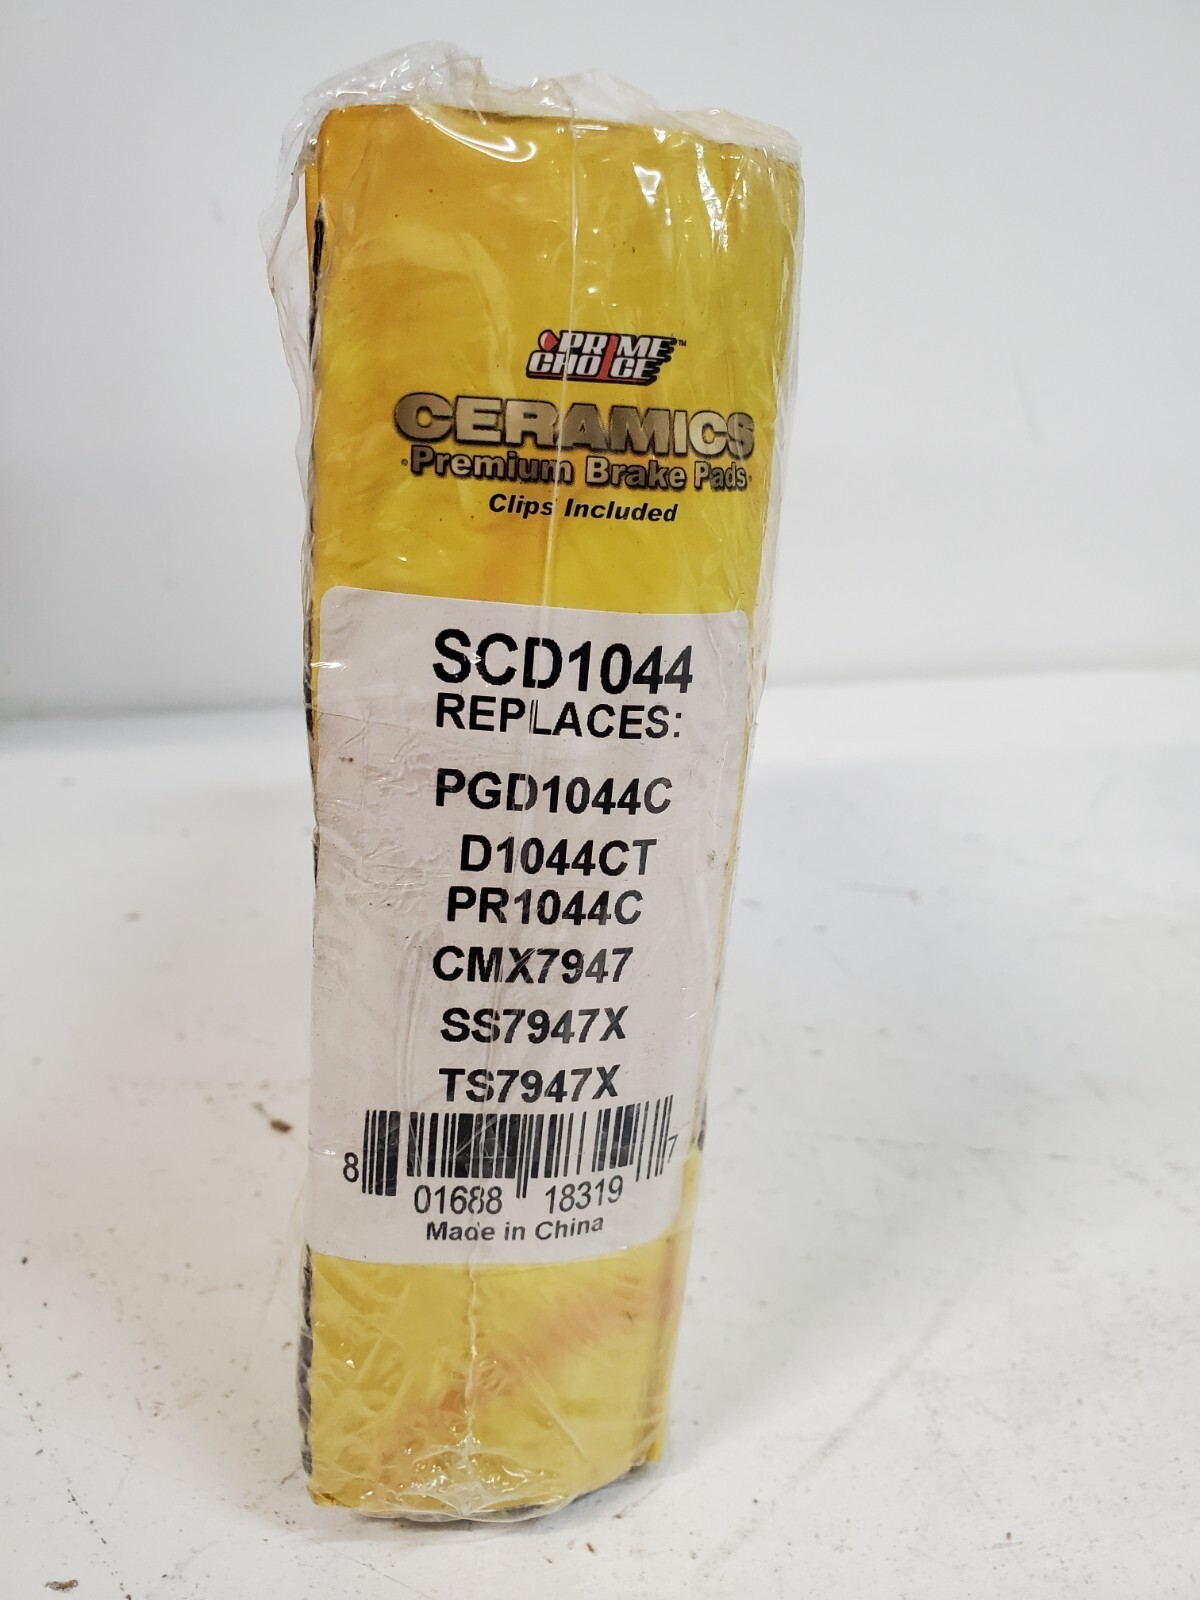 PRIME™
CHOICE
CERAMICS
•Premium Brake Pads•
Clips Included
SCD1044
REPLACES:
PGD1044C
D1044CT
PR1044C
CMX7947
SS7947X
TS7947X
8 01688 18319 7
Made in China